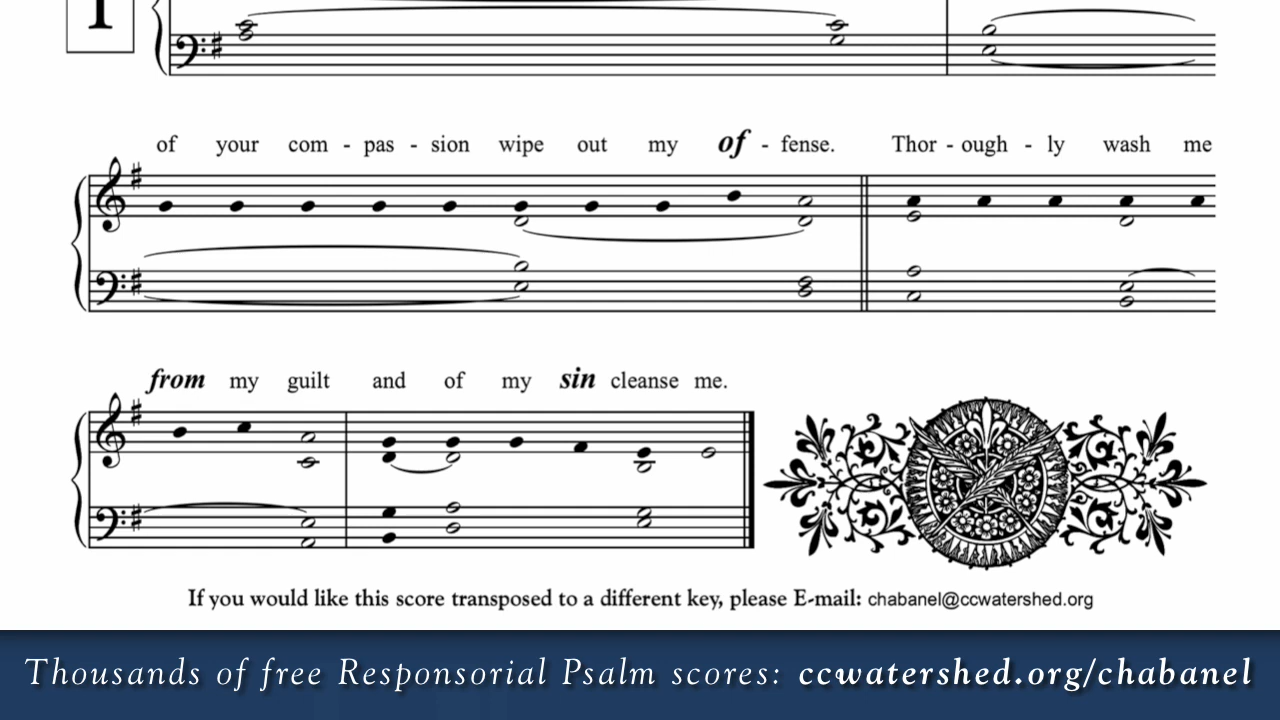 1
of your com - pas - sion wipe out my of - fense. Thor - ough - ly wash me
from my guilt and of my sin cleanse me.
If you would like this score transposed to a different key, please E-mail: chabanel@ccwatershed.org
Thousands of free Responsorial Psalm scores: ccwatershed.org/chabanel